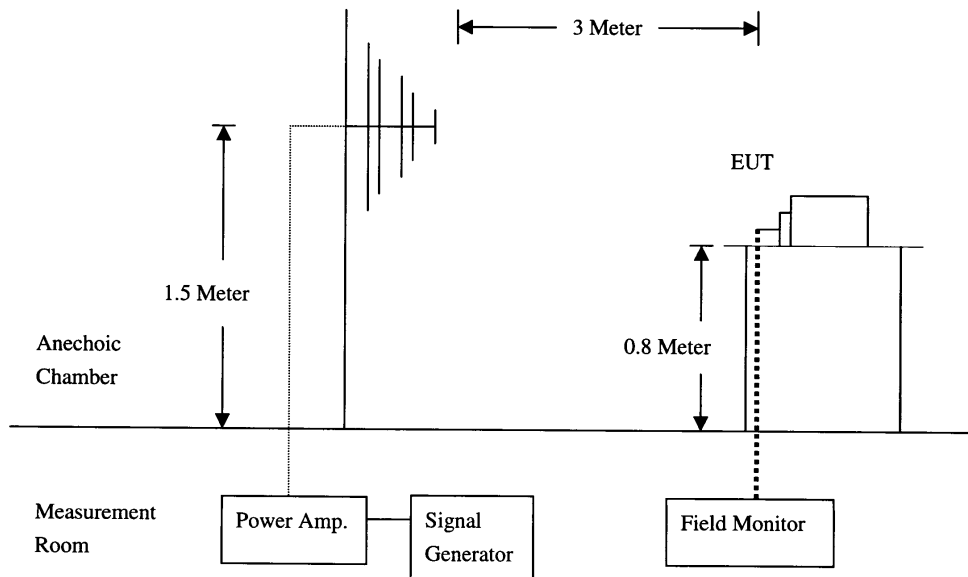 3 Meter
EUT
1.5 Meter
0.8 Meter
Anechoic
Chamber
Measurement
Room
Power Amp.
Signal
Generator
Field Monitor